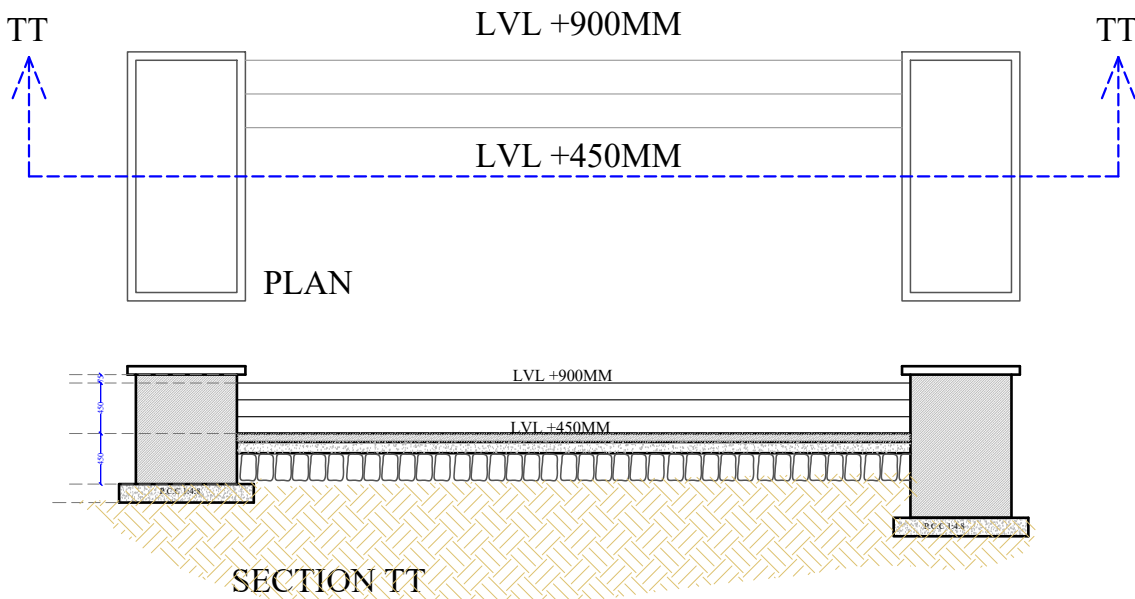 LVL +900MM
TT
TT
LVL +450MM
PLAN
LVL +900MM
75
450
LVL +450MM
450
P.C.C 1:4:8
P.C.C 1:4:8
SECTION TT